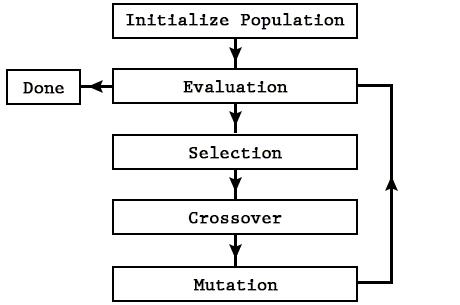 Initialize Population
Done
Evaluation
Selection
Crossover
Mutation